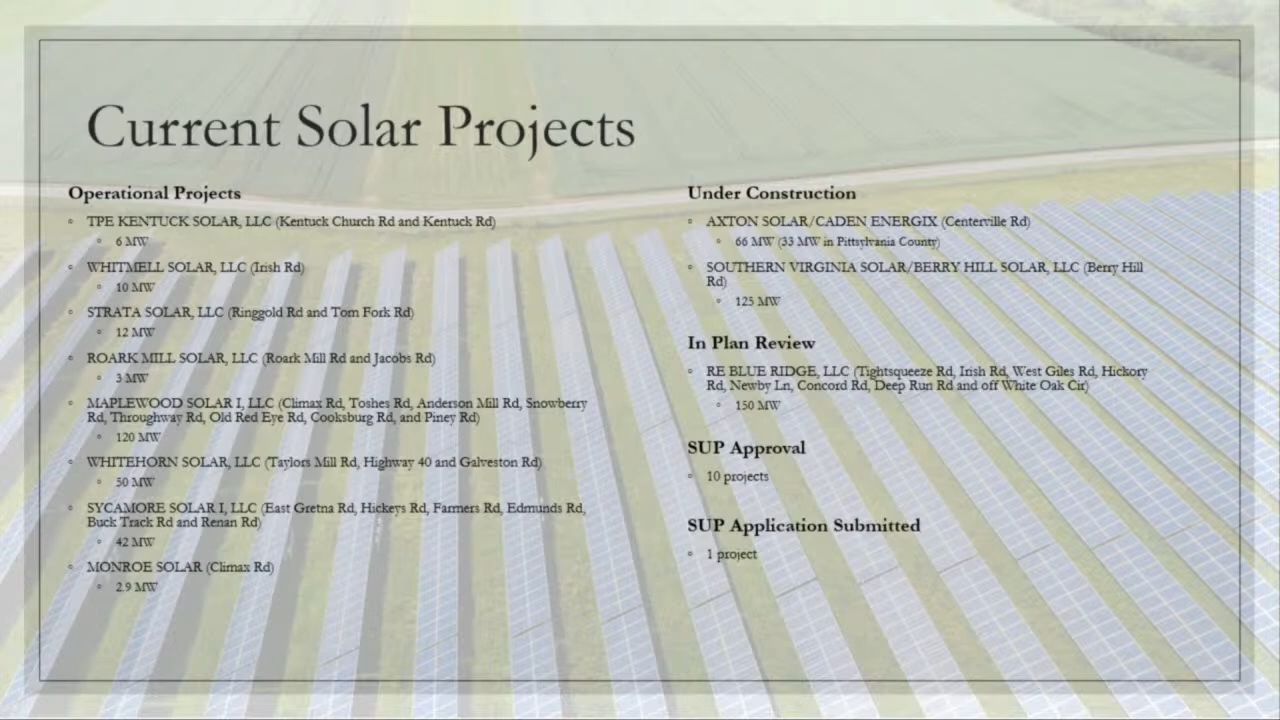 Current Solar Projects
Operational Projects
◦ TPE KENTUCK SOLAR, LLC (Kentuck Church Rd and Kentuck Rd)
◦ 6 MW
◦ WHITMELL SOLAR, LLC (Irish Rd)
◦ 10 MW
◦ STRATA SOLAR, LLC (Ringgold Rd and Tom Fork Rd)
◦ 12 MW
◦ ROARK MILL SOLAR, LLC (Roark Mill Rd and Jacobs Rd)
◦ 3 MW
◦ MAPLEWOOD SOLAR I, LLC (Climax Rd, Toshes Rd, Anderson Mill Rd, Snowberry
Rd, Throughway Rd, Old Red Eye Rd, Cooksburg Rd, and Piney Rd)
◦ 120 MW
◦ WHITEHORN SOLAR, LLC (Taylors Mill Rd, Highway 40 and Galveston Rd)
◦ 50 MW
◦ SYCAMORE SOLAR I, LLC (East Gretna Rd, Hickeys Rd, Farmers Rd, Edmunds Rd,
Buck Track Rd and Renan Rd)
◦ 42 MW
◦ MONROE SOLAR (Climax Rd)
◦ 2.9 MW
Under Construction
◦ AXTON SOLAR/CADEN ENERGIX (Centerville Rd)
◦ 66 MW (33 MW in Pittsylvania County)
◦ SOUTHERN VIRGINIA SOLAR/BERRY HILL SOLAR, LLC (Berry Hill
Rd)
◦ 125 MW
In Plan Review
◦ RE BLUE RIDGE, LLC (Tightsqueeze Rd, Irish Rd, West Giles Rd, Hickory
Rd, Newby Ln, Concord Rd, Deep Run Rd and off White Oak Cir)
◦ 150 MW
SUP Approval
◦ 10 projects
SUP Application Submitted
◦ 1 project